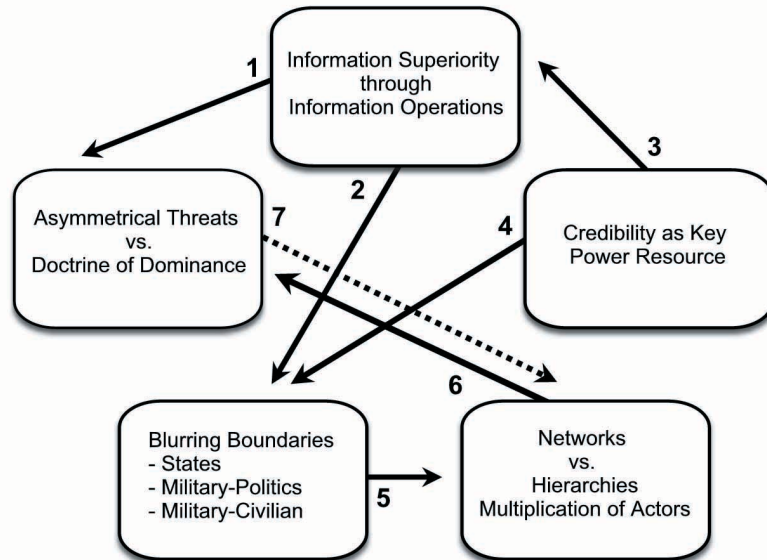 Information Superiority
through
Information Operations
1
2
3
Asymmetrical Threats
vs.
Doctrine of Dominance
7
4
Credibility as Key
Power Resource
6
Blurring Boundaries
- States
- Military-Politics
- Military-Civilian
5
Networks
vs.
Hierarchies
Multiplication of Actors